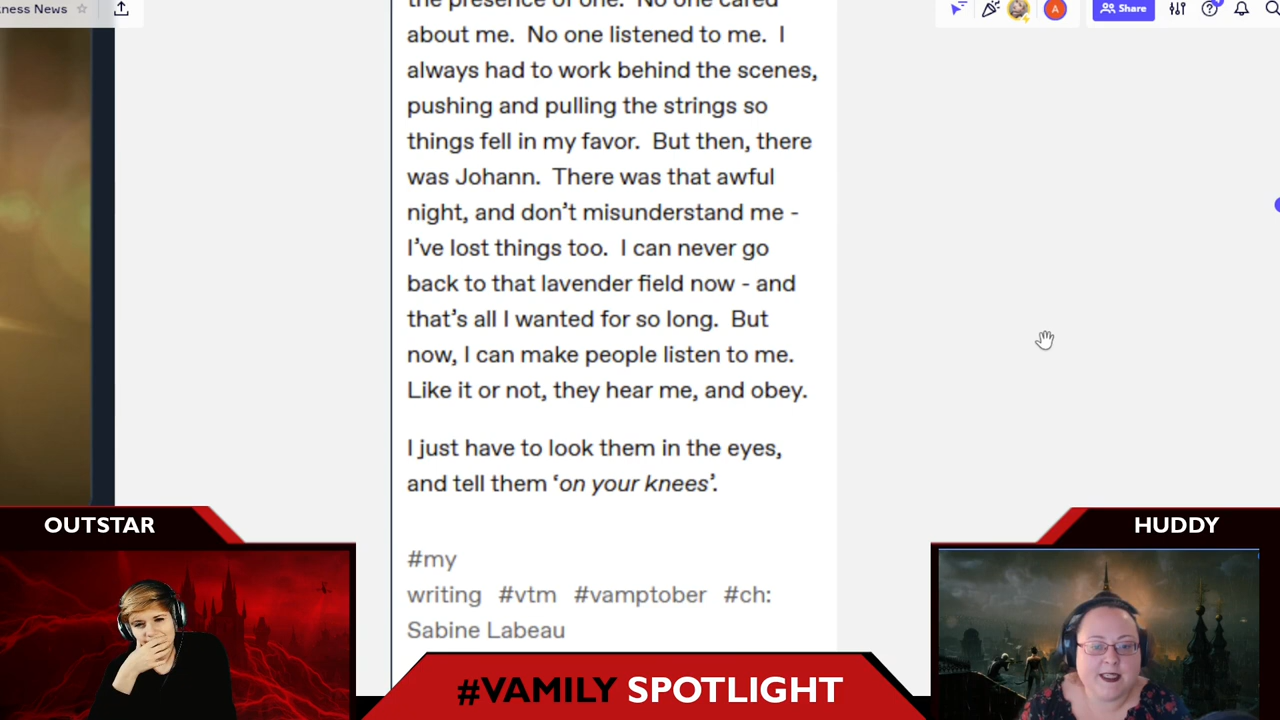 ness News
Share
A
the presence of one.  No one cared
about me.  No one listened to me.  I
always had to work behind the scenes,
pushing and pulling the strings so
things fell in my favor.  But then, there
was Johann.  There was that awful
night, and don’t misunderstand me -
I’ve lost things too.  I can never go
back to that lavender field now - and
that’s all I wanted for so long.  But
now, I can make people listen to me.
Like it or not, they hear me, and obey.
I just have to look them in the eyes,
and tell them ‘on your knees’.
#my
writing #vtm #vamptober #ch:
Sabine Labeau
OUTSTAR
HUDDY
#VAMILY SPOTLIGHT